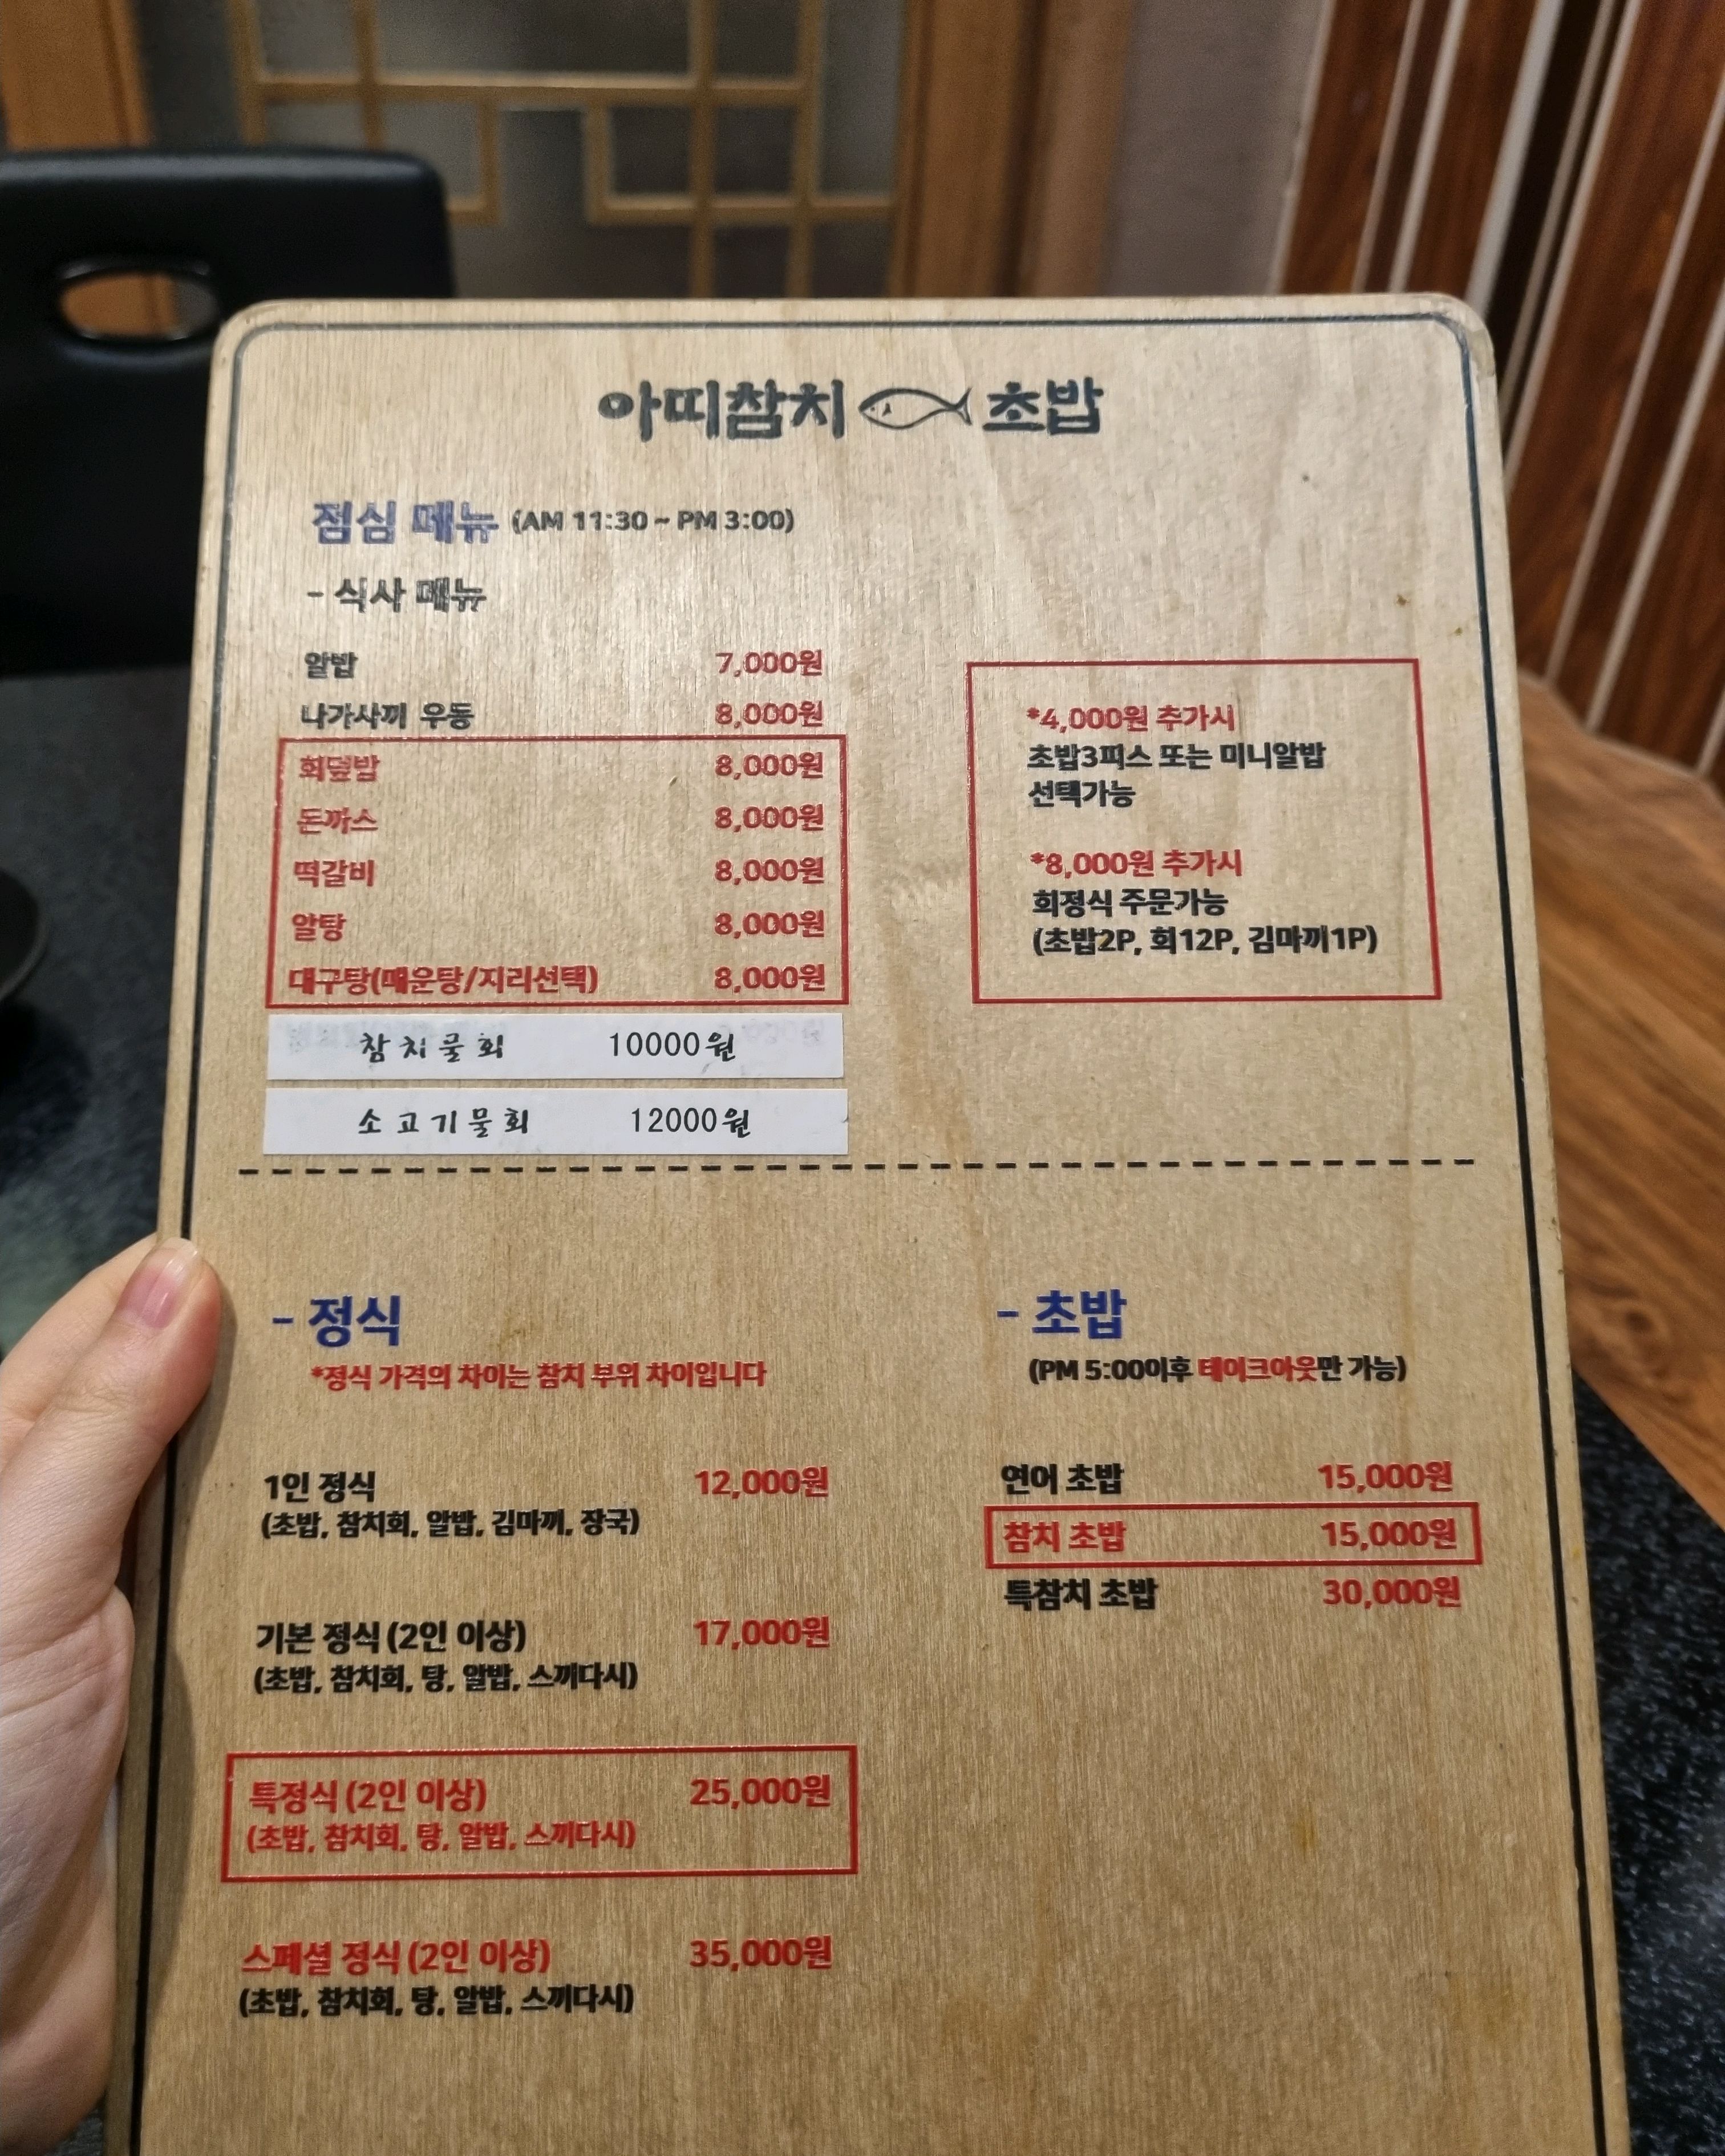 아띠참치 초밥
점심 메뉴 (AM 11:30 ~ PM 3:00)
- 식사 메뉴
알밥 7,000원
나가사끼 우동 8,000원
회덮밥 8,000원
돈까스 8,000원
떡갈비 8,000원
알탕 8,000원
대구탕(매운탕/지리선택) 8,000원
참치물회 10000원
소고기물회 12000원
*4,000원 추가시
초밥3피스 또는 미니알밥
선택가능
*8,000원 추가시
회정식 주문가능
(초밥2P, 회12P, 김마끼1P)
- 정식
*정식 가격의 차이는 참치 부위 차이입니다
1인 정식 12,000원
(초밥, 참치회, 알밥, 김마끼, 장국)
기본 정식 (2인 이상) 17,000원
(초밥, 참치회, 탕, 알밥, 스끼다시)
특정식 (2인 이상) 25,000원
(초밥, 참치회, 탕, 알밥, 스끼다시)
스페셜 정식 (2인 이상) 35,000원
(초밥, 참치회, 탕, 알밥, 스끼다시)
- 초밥
(PM 5:00이후 테이크아웃만 가능)
연어 초밥 15,000원
참치 초밥 15,000원
특참치 초밥 30,000원